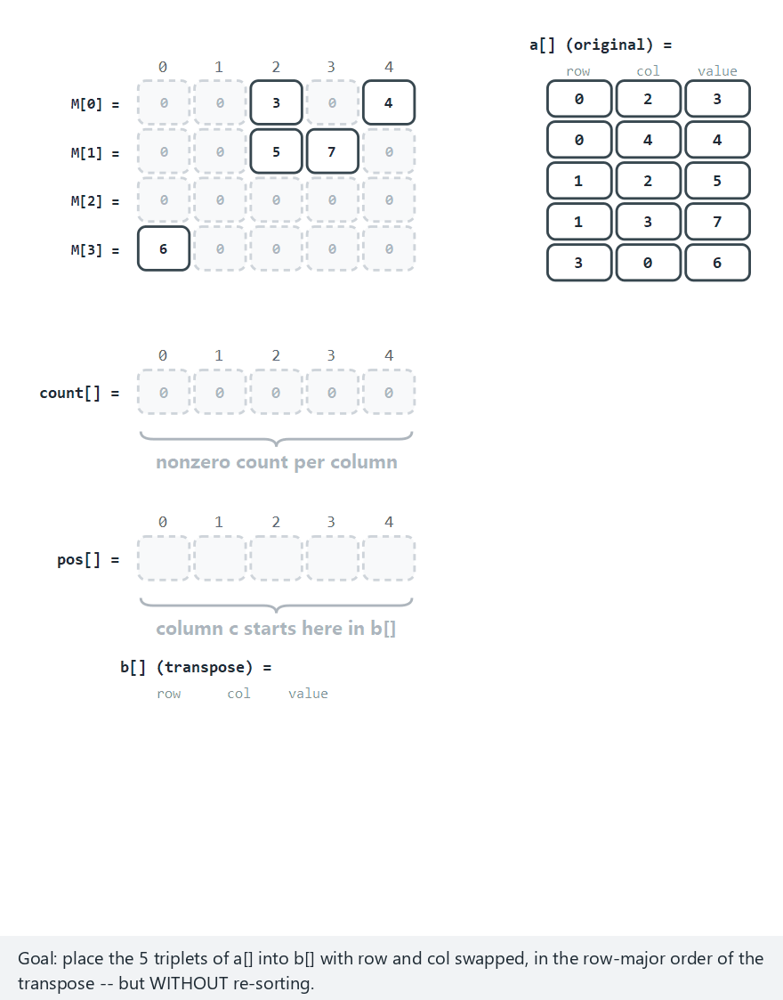 a[] (original) =
row col value
0 1 2 3 4
M[0] = 0 0 3 0 4
0 2 3
0 4 4
M[1] = 0 0 5 7 0
1 2 5
M[2] = 0 0 0 0 0
1 3 7
M[3] = 6 0 0 0 0
3 0 6
0 1 2 3 4
count[] = 0 0 0 0 0
nonzero count per column
0 1 2 3 4
pos[] =
column c starts here in b[]
b[] (transpose) =
row col value
Goal: place the 5 triplets of a[] into b[] with row and col swapped, in the row-major order of the
transpose -- but WITHOUT re-sorting.